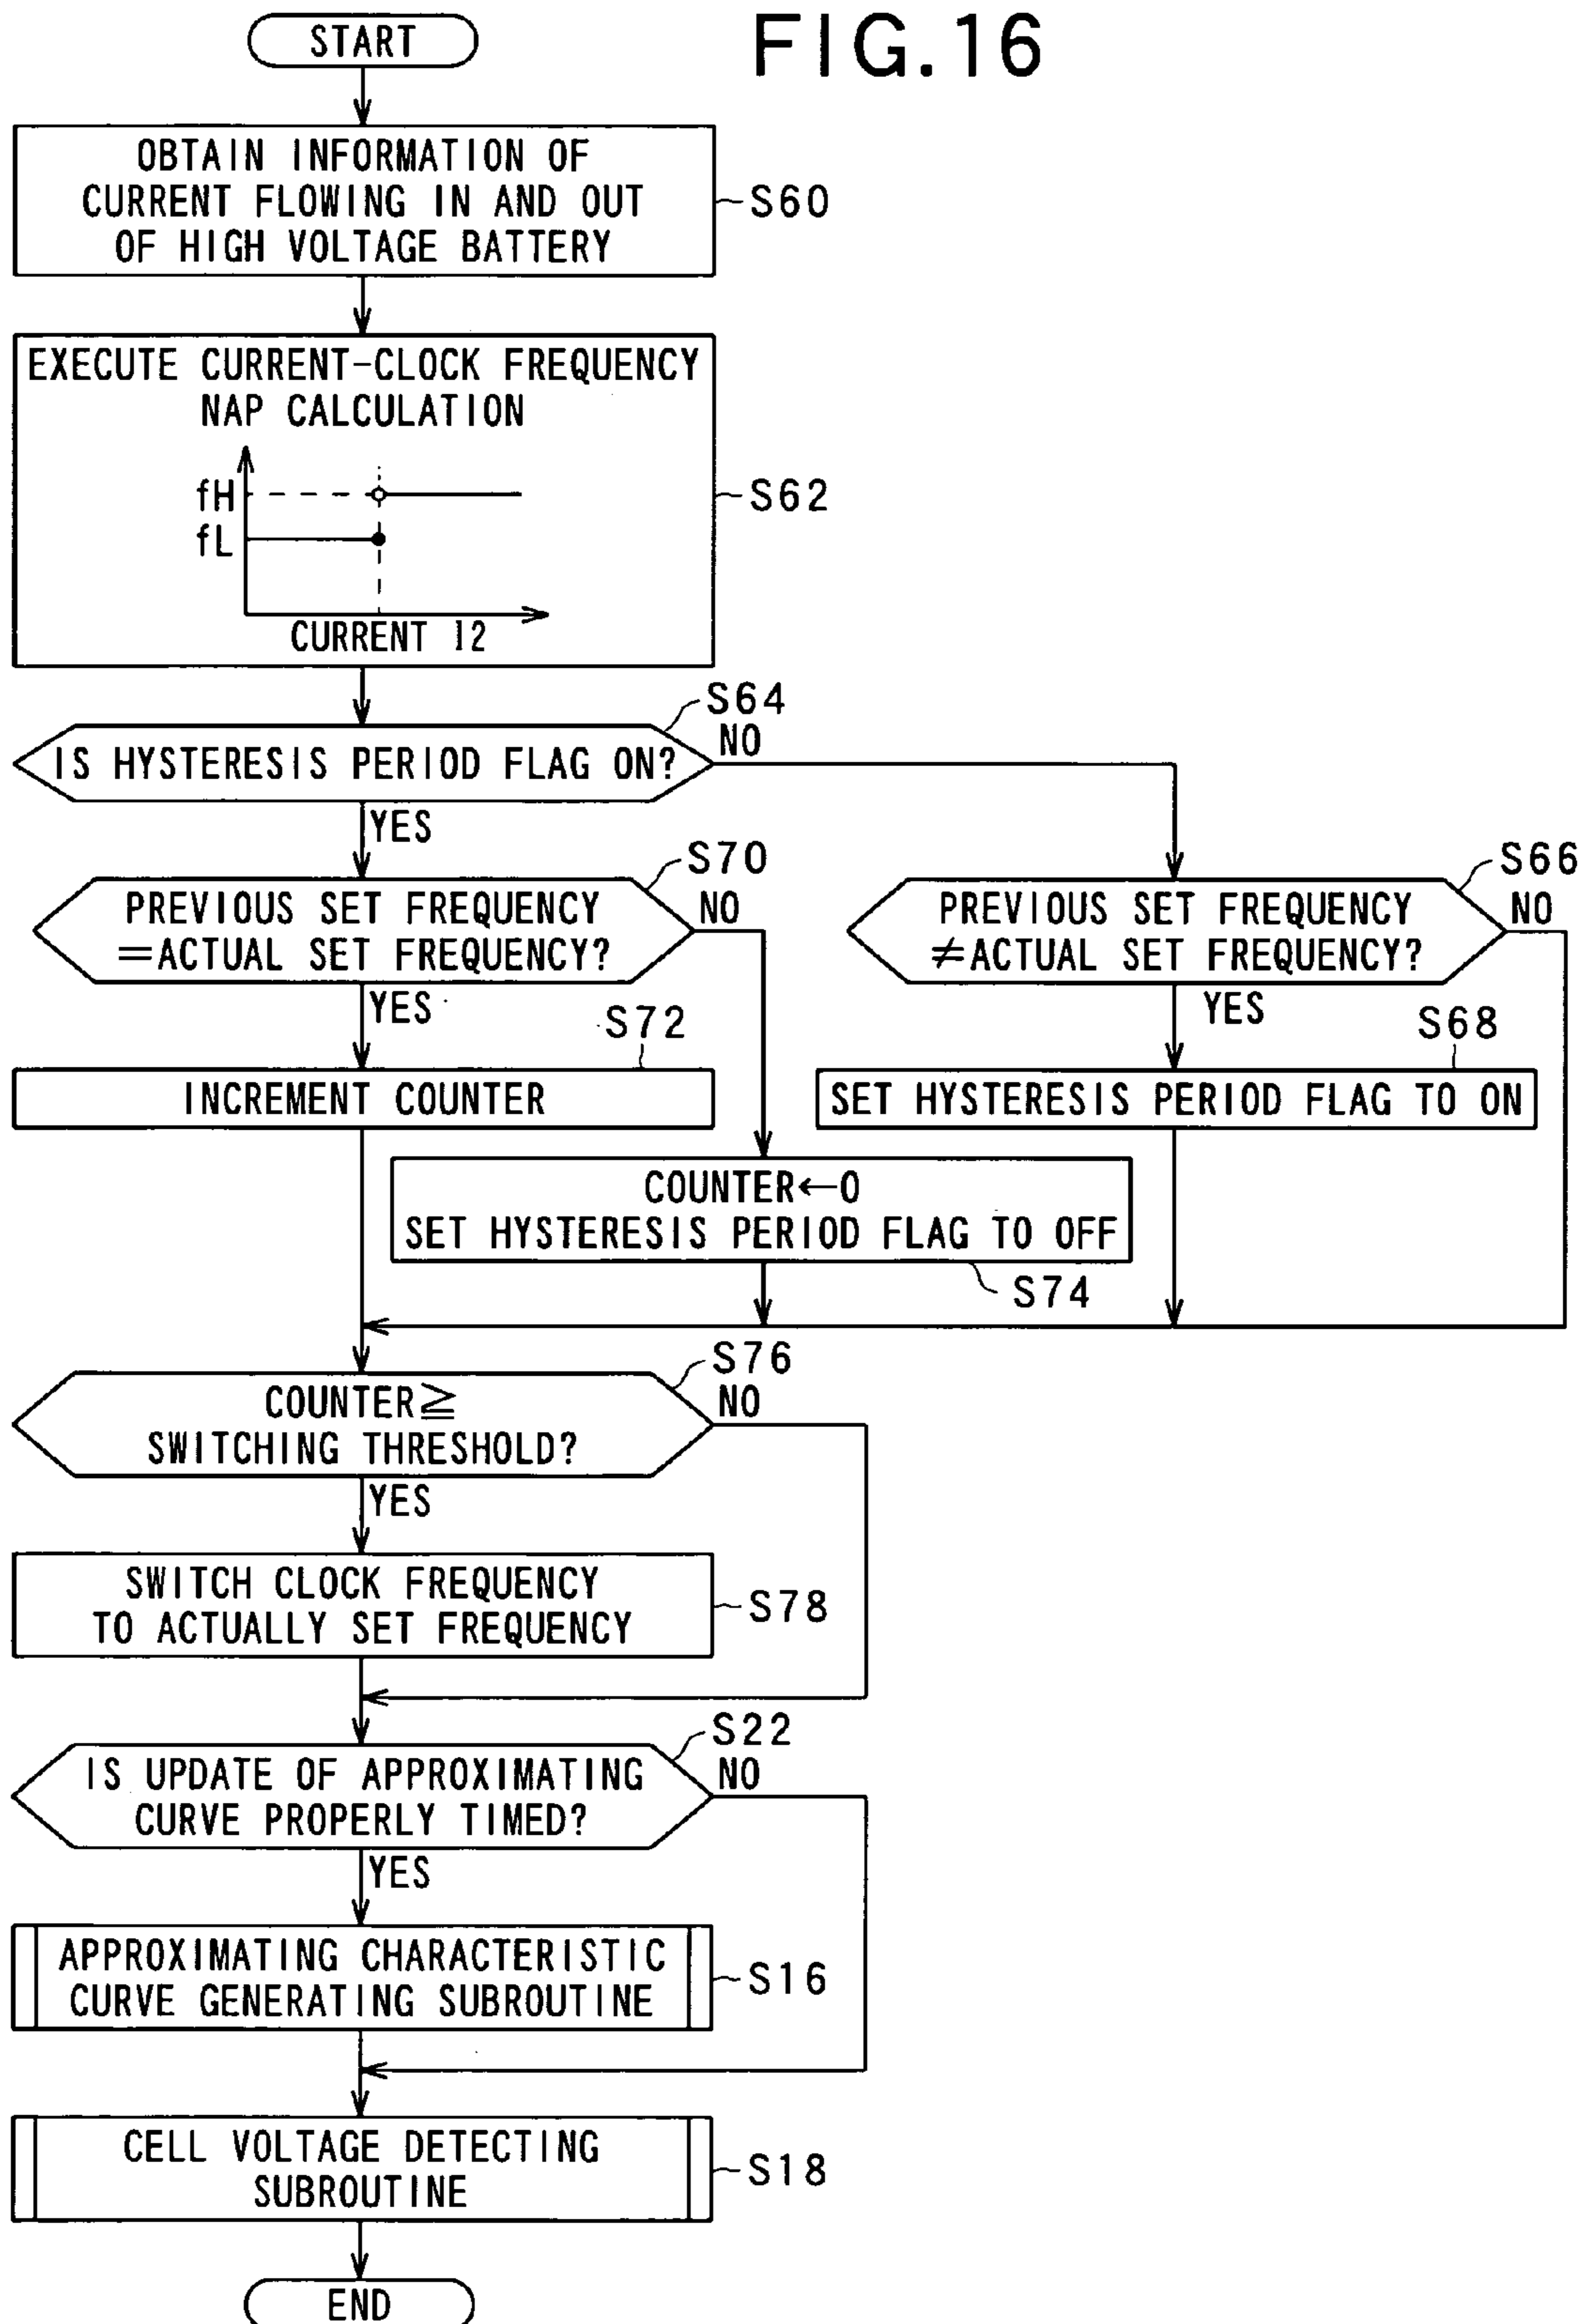 FIG.16
START
OBTAIN INFORMATION OF
CURRENT FLOWING IN AND OUT
OF HIGH VOLTAGE BATTERY
S60
EXECUTE CURRENT-CLOCK FREQUENCY
NAP CALCULATION
fH
fL
CURRENT I2
S62
S64
IS HYSTERESIS PERIOD FLAG ON?
NO
YES
S70
PREVIOUS SET FREQUENCY
=ACTUAL SET FREQUENCY?
NO
YES
S66
PREVIOUS SET FREQUENCY
≠ACTUAL SET FREQUENCY?
NO
YES
S72
INCREMENT COUNTER
S68
SET HYSTERESIS PERIOD FLAG TO ON
COUNTER←0
SET HYSTERESIS PERIOD FLAG TO OFF
S74
S76
COUNTER≧
SWITCHING THRESHOLD?
NO
YES
SWITCH CLOCK FREQUENCY
TO ACTUALLY SET FREQUENCY
S78
S22
IS UPDATE OF APPROXIMATING
CURVE PROPERLY TIMED?
NO
YES
APPROXIMATING CHARACTERISTIC
CURVE GENERATING SUBROUTINE
S16
CELL VOLTAGE DETECTING
SUBROUTINE
S18
END